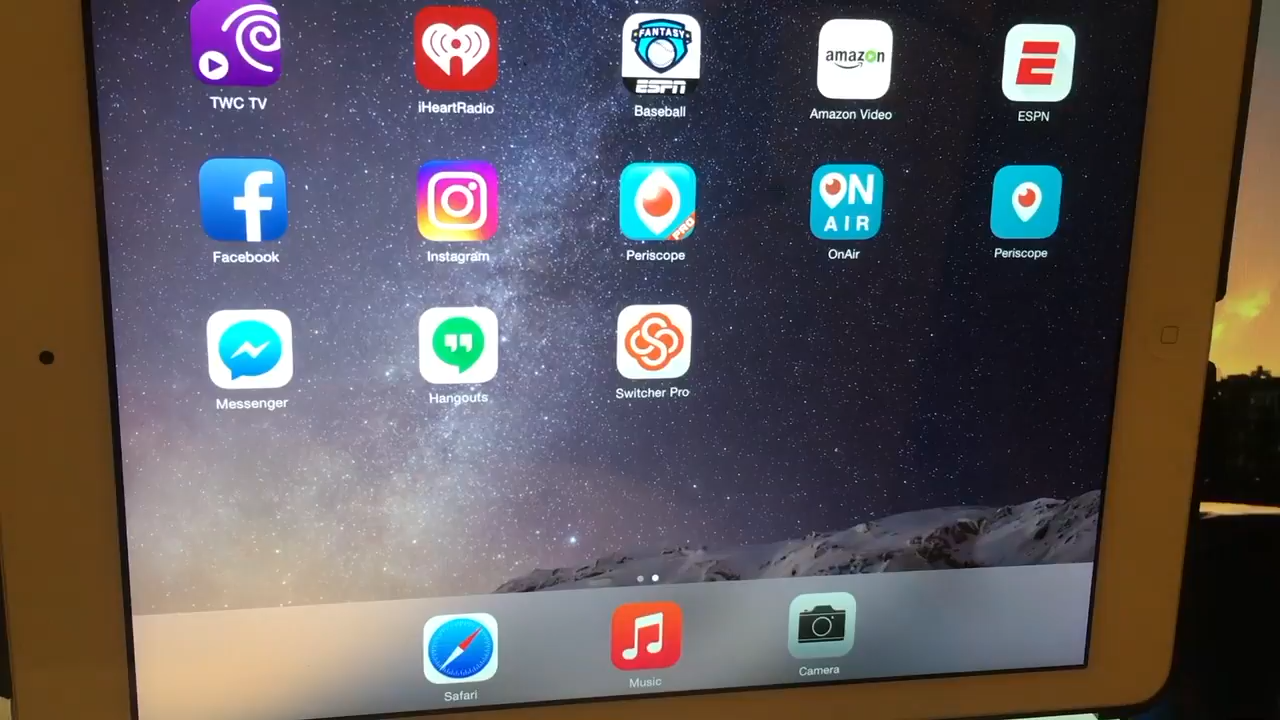 TWC TV
iHeartRadio
FANTASY
ESPN
Baseball
amazon
Amazon Video
E
ESPN
f
Facebook
Instagram
PRO
Periscope
ON
AIR
OnAir
Periscope
Messenger
Hangouts
Switcher Pro
Safari
Music
Camera